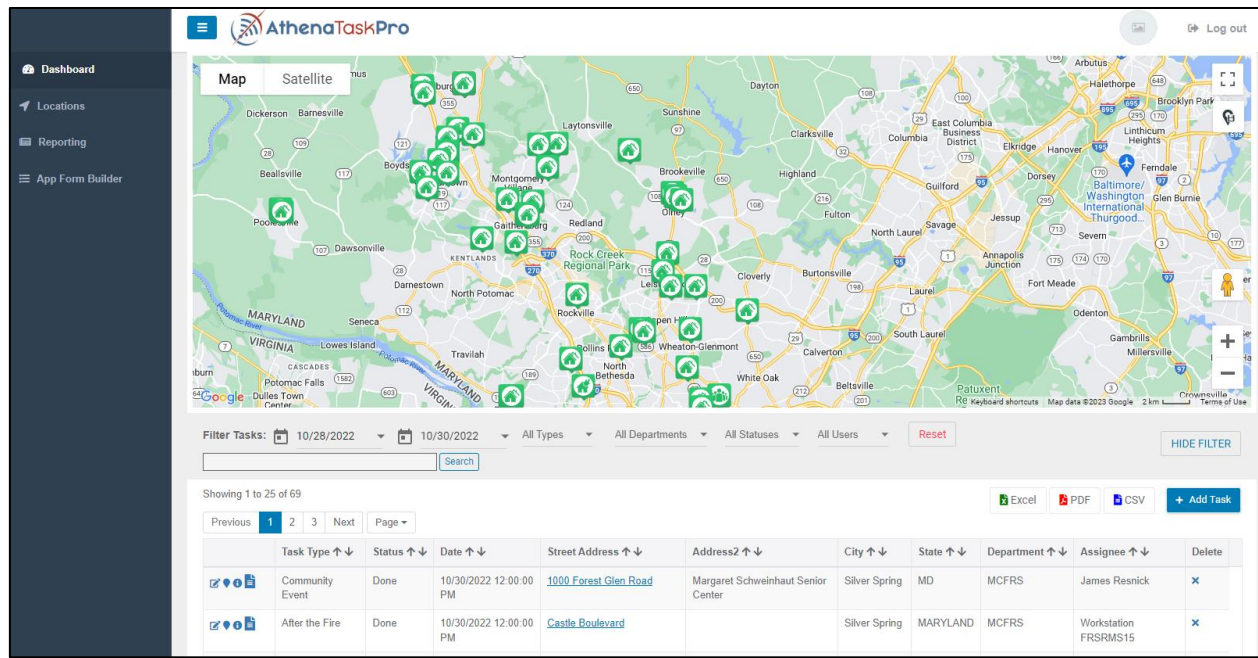 AthenaTaskPro
Log out
Dashboard
Locations
Reporting
App Form Builder
Map Satellite
Dickerson Barnesville
Laytonsville
Sunshine
Dayton
Arbutus
Halethorpe
Brooklyn Park
Clarksville
Columbia
East Columbia
Business
District
Elkridge Hanover
Linthicum
Heights
Beallsville
Boyds
Montgomery
Village
Brookeville
Highland
Guilford
Dorsey
Ferndale
Baltimore/
Washington
International
Thurgood...
Glen Burnie
Redland
Olney
Fulton
North Laurel
Savage
Jessup
Severn
Dawsonville
KENTLANDS
Rock Creek
Regional Park
Cloverly
Burtonsville
Annapolis
Junction
Darnestown
North Potomac
Laurel
Fort Meade
Rockville
Odenton
MARYLAND
Potomac River
Seneca
VIRGINIA
Lowes Island
Travilah
Wheaton-Glenmont
Calverton
South Laurel
Gambrills
Millersville
CASCADES
Potomac Falls
North
Bethesda
White Oak
Beltsville
Patuxent
Crownsville
Google
Dulles Town
Center
MARYLAND
Keyboard shortcuts Map data ©2023 Google 2 km Terms of Use
Filter Tasks: 10/28/2022 10/30/2022 All Types All Departments All Statuses All Users Reset
HIDE FILTER
Search
Showing 1 to 25 of 69
Excel PDF CSV + Add Task
Previous 1 2 3 Next Page
Task Type Status Date Street Address Address2 City State Department Assignee Delete
Community Event Done 10/30/2022 12:00:00 PM 1000 Forest Glen Road Margaret Schweinhaut Senior Center Silver Spring MD MCFRS James Resnick
After the Fire Done 10/30/2022 12:00:00 PM Castle Boulevard Silver Spring MARYLAND MCFRS Workstation FRSRMS15